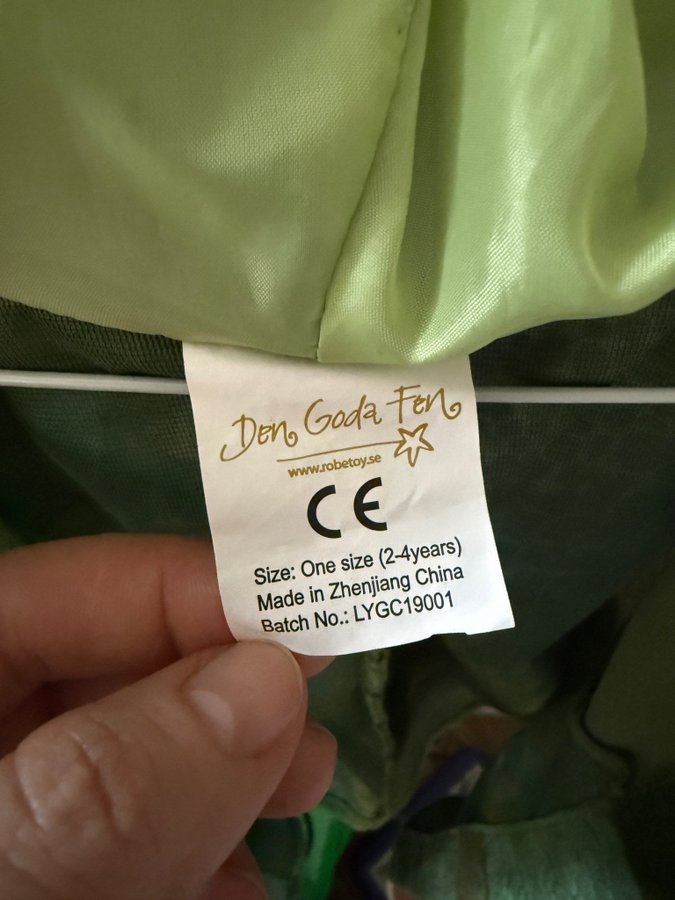 Den Goda Fen
www.robetoy.se
CE
Size: One size (2-4years)
Made in Zhenjiang China
Batch No.: LYGC19001